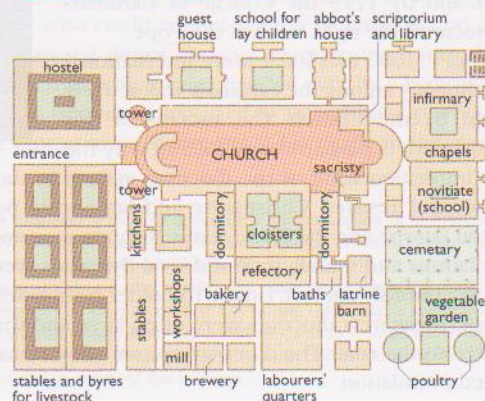 guest
house
school for
lay children
abbot's
house
scriptorium
and library
hostel
tower
infirmary
entrance
CHURCH
chapels
sacristy
tower
novitiate
(school)
kitchens
dormitory
cloisters
dormitory
cemetary
refectory
stables
workshops
bakery
baths
latrine
barn
vegetable
garden
mill
stables and byres
for livestock
brewery
labourers'
quarters
poultry